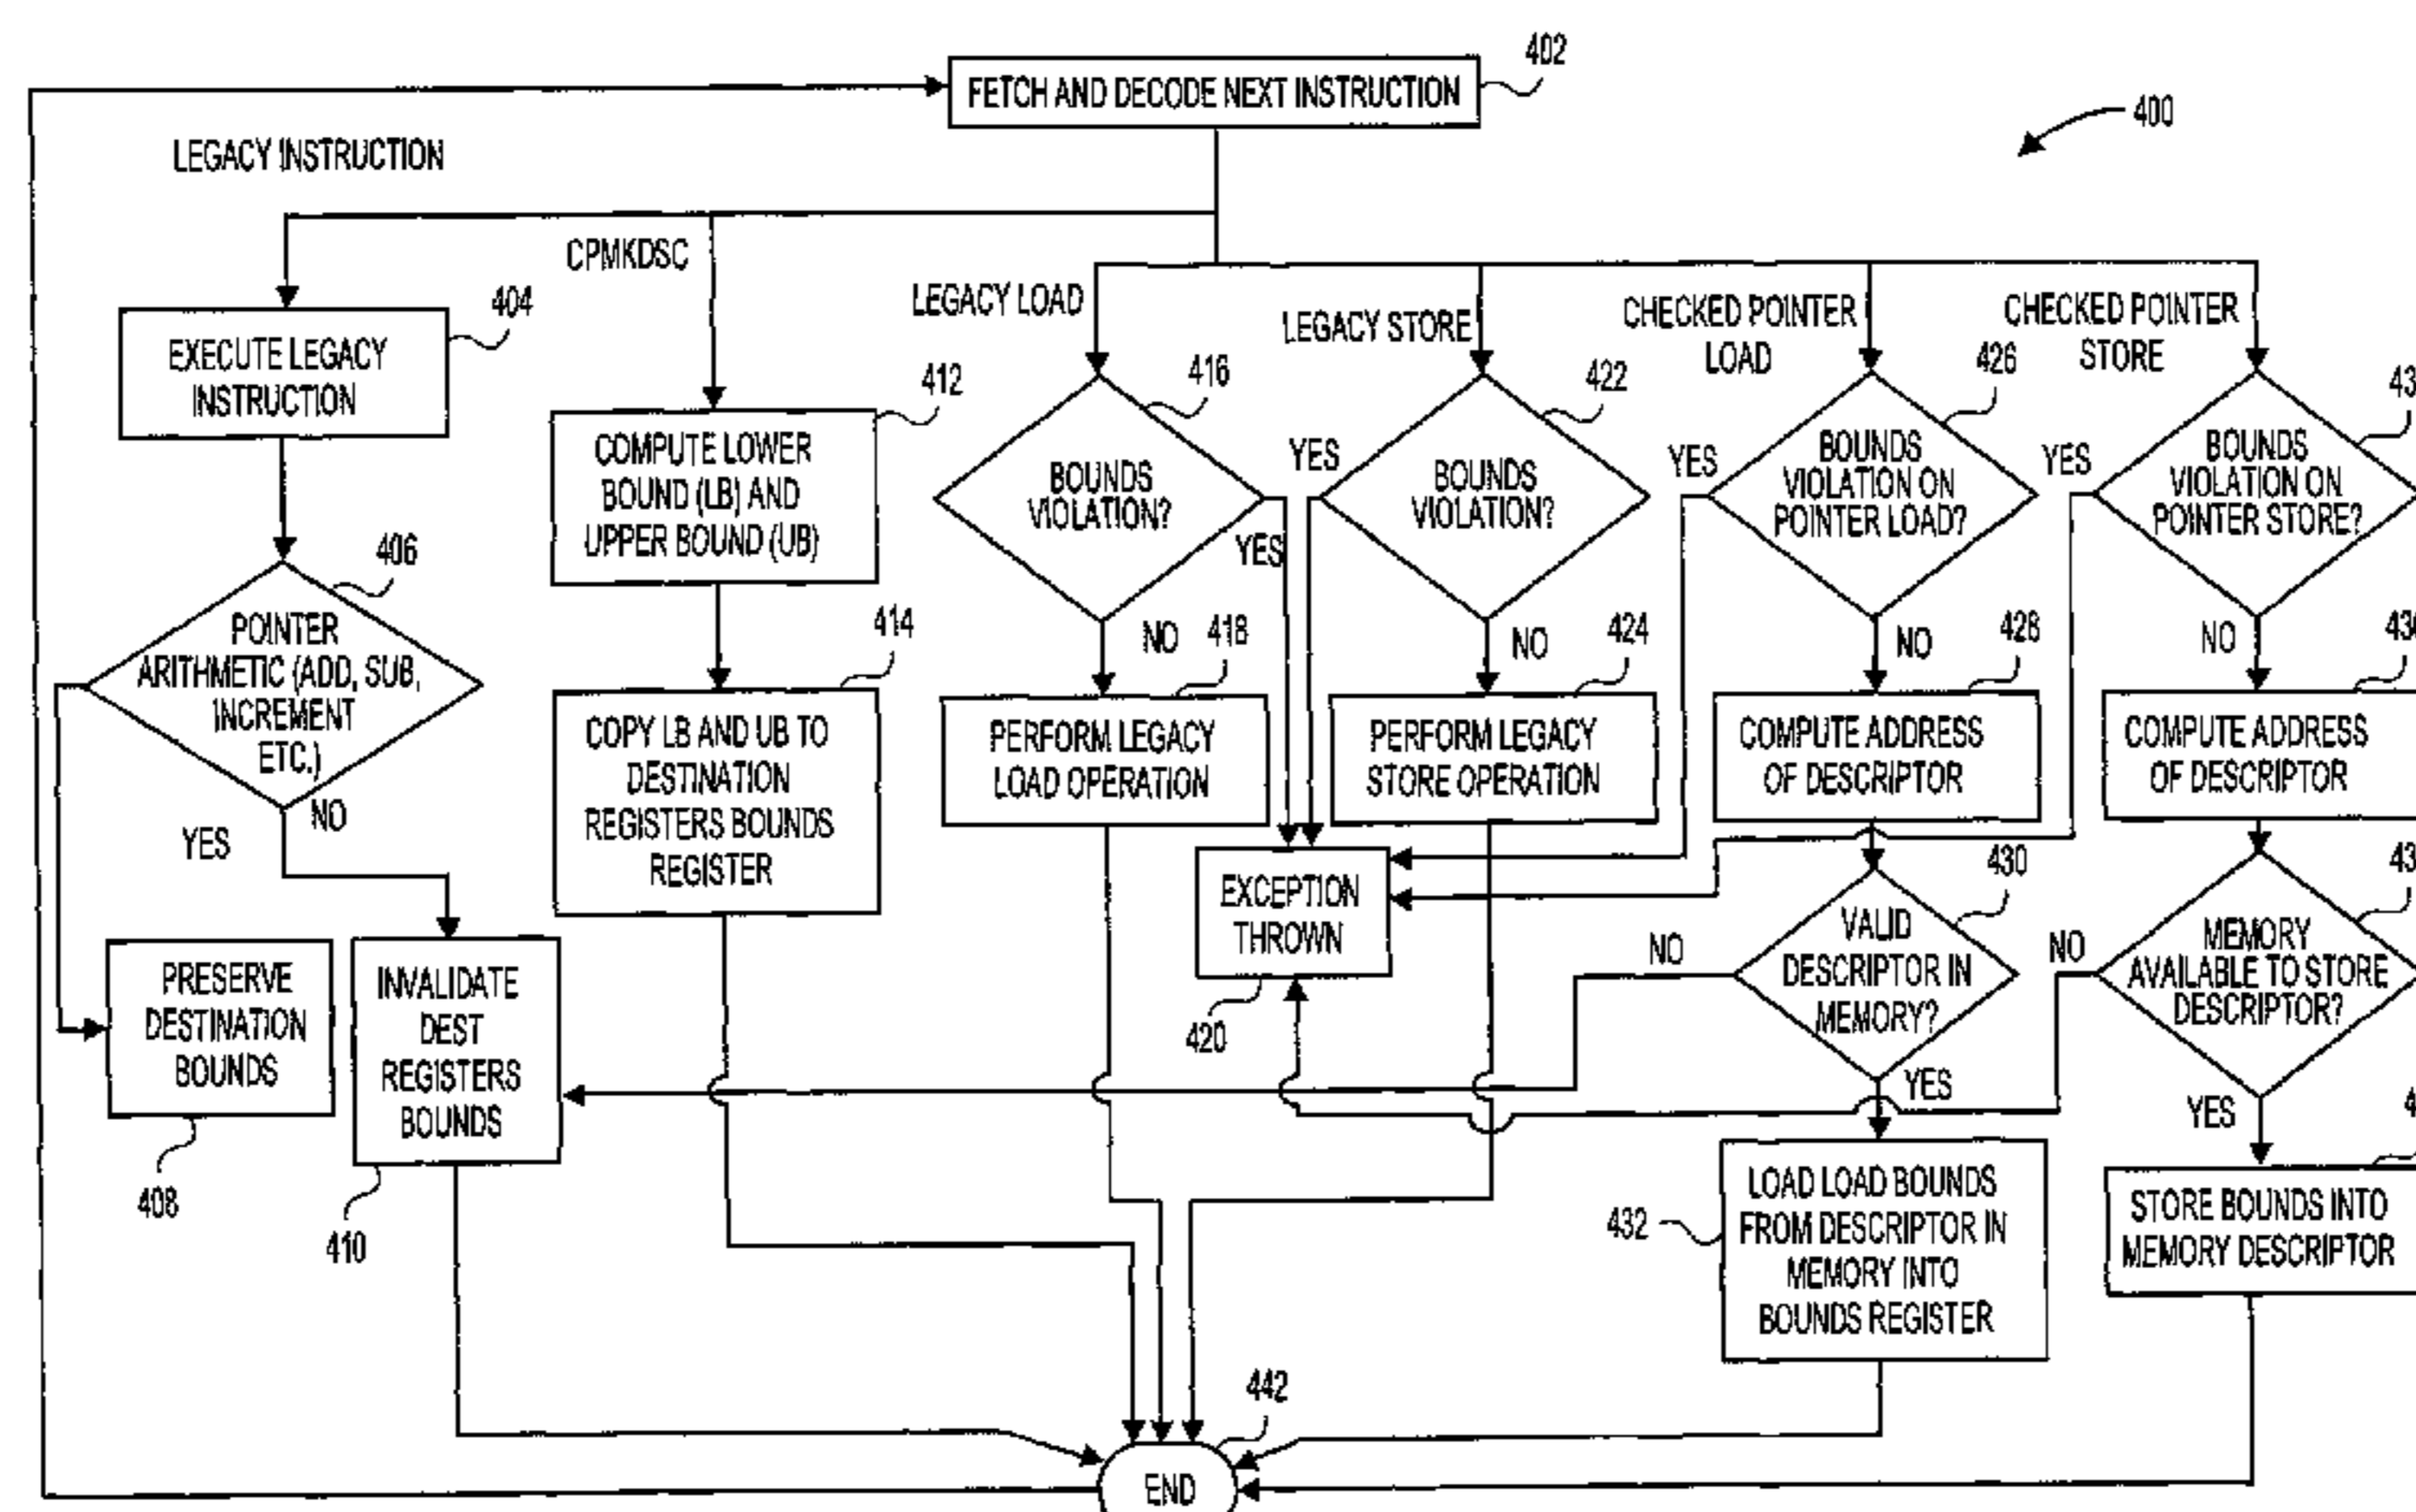 402
FETCH AND DECODE NEXT INSTRUCTION
400
LEGACY INSTRUCTION
CPMKDSC
LEGACY LOAD
LEGACY STORE
CHECKED POINTER
LOAD
CHECKED POINTER
STORE
404
EXECUTE LEGACY
INSTRUCTION
412
COMPUTE LOWER
BOUND (LB) AND
UPPER BOUND (UB)
416
BOUNDS
VIOLATION?
YES
NO
422
BOUNDS
VIOLATION?
YES
NO
426
BOUNDS
VIOLATION ON
POINTER LOAD?
YES
NO
BOUNDS
VIOLATION ON
POINTER STORE?
YES
NO
406
POINTER
ARITHMETIC (ADD, SUB,
INCREMENT
ETC.)
NO
YES
414
COPY LB AND UB TO
DESTINATION
REGISTERS BOUNDS
REGISTER
418
PERFORM LEGACY
LOAD OPERATION
424
PERFORM LEGACY
STORE OPERATION
428
COMPUTE ADDRESS
OF DESCRIPTOR
COMPUTE ADDRESS
OF DESCRIPTOR
EXCEPTION
THROWN
420
430
VALID
DESCRIPTOR IN
MEMORY?
NO
YES
MEMORY
AVAILABLE TO STORE
DESCRIPTOR?
NO
YES
PRESERVE
DESTINATION
BOUNDS
408
INVALIDATE
DEST
REGISTERS
BOUNDS
410
432
LOAD LOAD BOUNDS
FROM DESCRIPTOR IN
MEMORY INTO
BOUNDS REGISTER
STORE BOUNDS INTO
MEMORY DESCRIPTOR
442
END